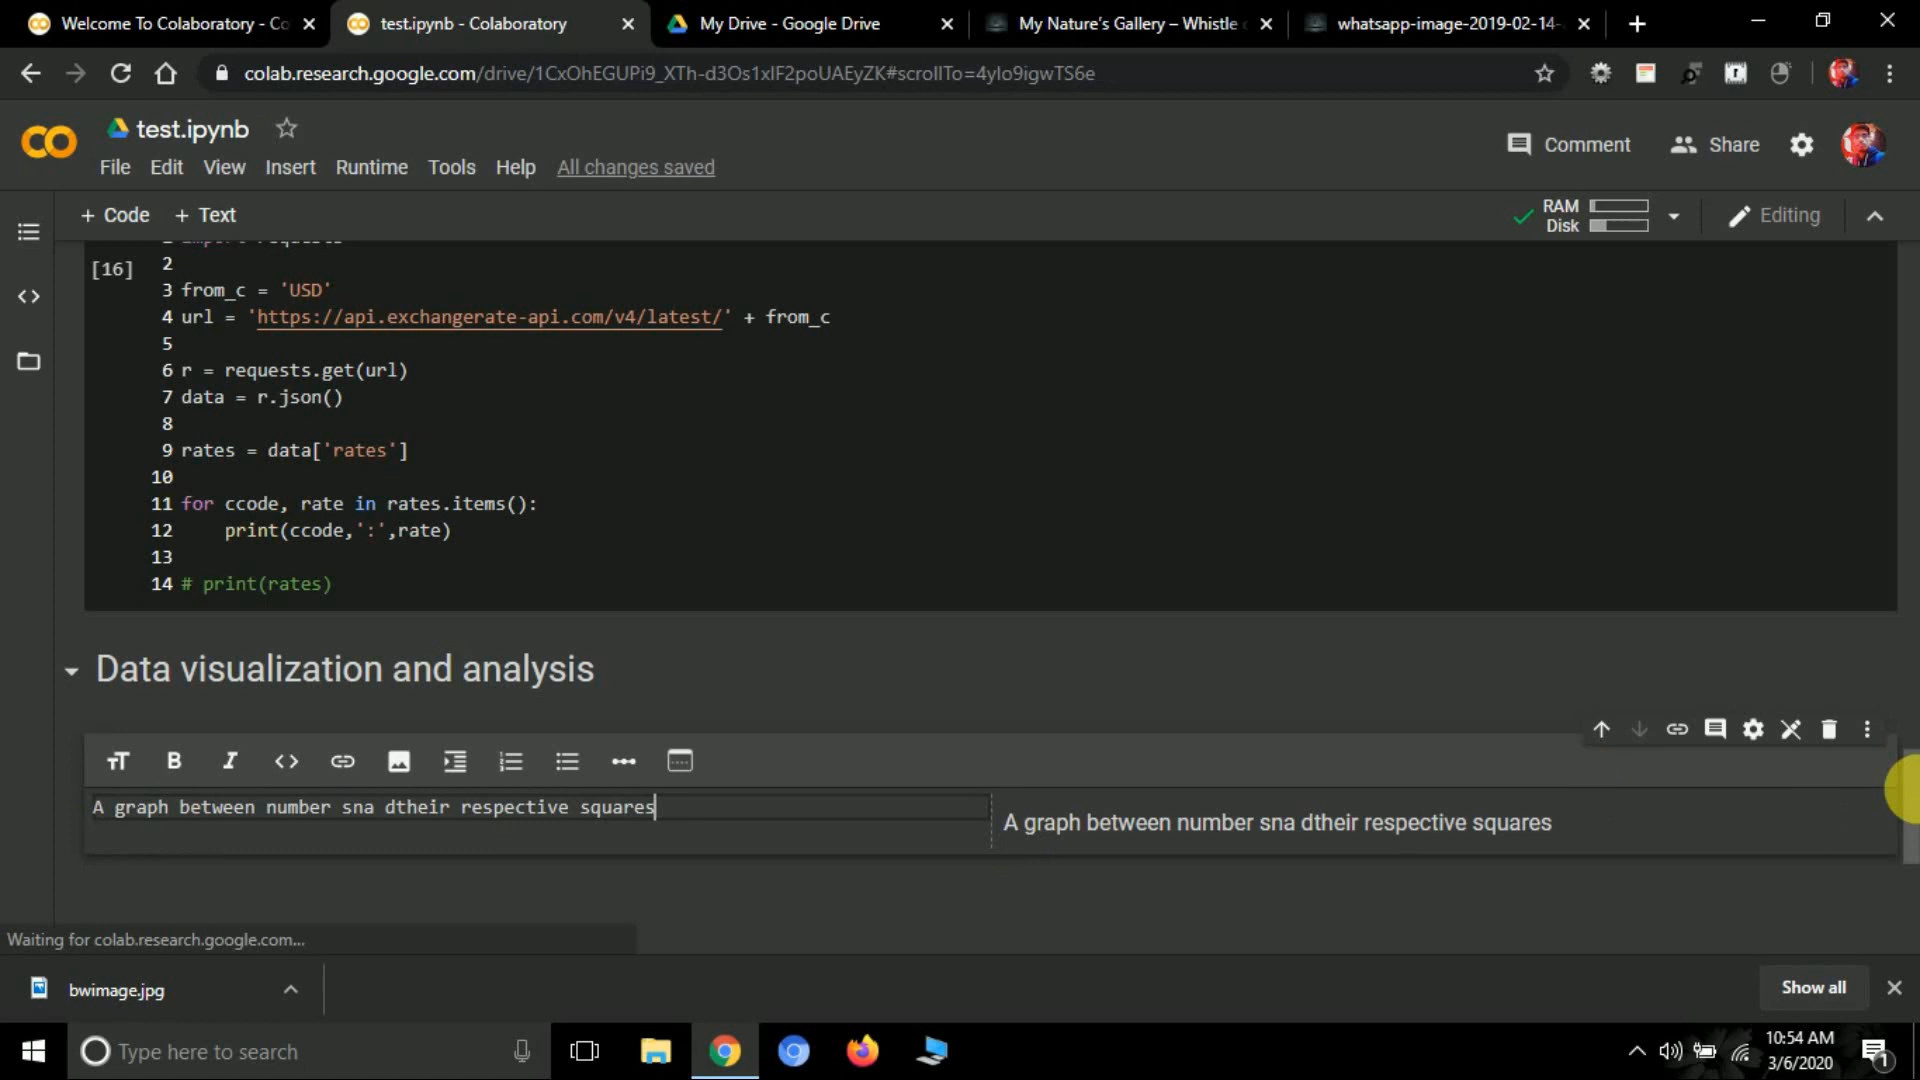 Welcome To Colaboratory - Co
test.ipynb - Colaboratory
My Drive - Google Drive
My Nature's Gallery – Whistle
whatsapp-image-2019-02-14-
colab.research.google.com/drive/1CxOhEGUPi9_XTh-d3Os1xIF2poUAEyZK#scrollTo=4ylo9igwTS6e
test.ipynb
Comment
Share
File Edit View Insert Runtime Tools Help All changes saved
+ Code + Text
RAM
Disk
Editing
[16]
1 import requests
2
3 from_c = 'USD'
4 url = 'https://api.exchangerate-api.com/v4/latest/' + from_c
5
6 r = requests.get(url)
7 data = r.json()
8
9 rates = data['rates']
10
11 for ccode, rate in rates.items():
12 print(ccode,':',rate)
13
14 # print(rates)
Data visualization and analysis
A graph between number sna dtheir respective squares
A graph between number sna dtheir respective squares
Waiting for colab.research.google.com...
bwimage.jpg
Show all
Type here to search
10:54 AM
3/6/2020
1